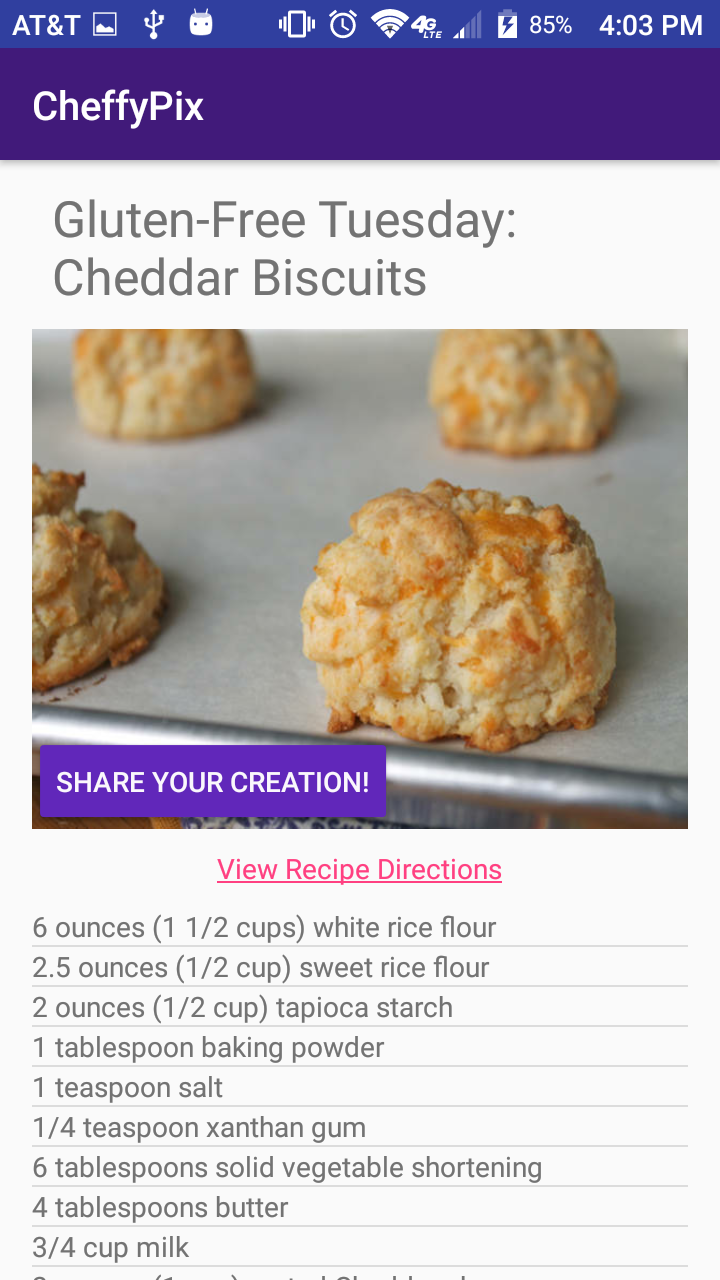 AT&T 4G LTE 85% 4:03 PM
CheffyPix
Gluten-Free Tuesday:
Cheddar Biscuits
SHARE YOUR CREATION!
View Recipe Directions
6 ounces (1 1/2 cups) white rice flour
2.5 ounces (1/2 cup) sweet rice flour
2 ounces (1/2 cup) tapioca starch
1 tablespoon baking powder
1 teaspoon salt
1/4 teaspoon xanthan gum
6 tablespoons solid vegetable shortening
4 tablespoons butter
3/4 cup milk